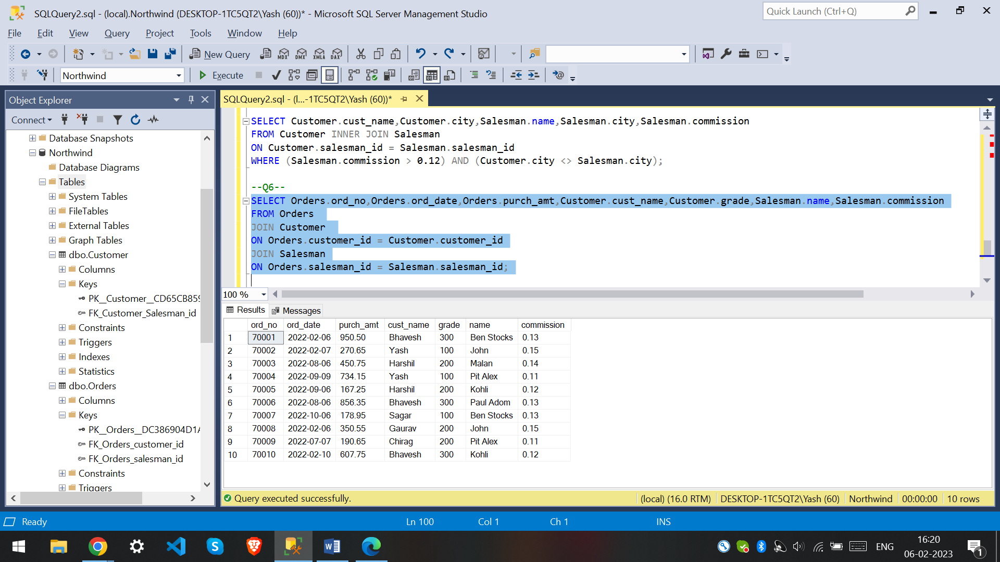 SQLQuery2.sql - (local).Northwind (DESKTOP-1TC5QT2\Yash (60))* - Microsoft SQL Server Management Studio
Quick Launch (Ctrl+Q)
File Edit View Query Project Tools Window Help
New Query MDX DMX XMLA DAX
Northwind Execute
Object Explorer
Connect
Database Snapshots
Northwind
Database Diagrams
Tables
System Tables
FileTables
External Tables
Graph Tables
dbo.Customer
Columns
Keys
PK__Customer__CD65CB859
FK_Customer_Salesman_id
Constraints
Triggers
Indexes
Statistics
dbo.Orders
Columns
Keys
PK__Orders__DC386904D1A
FK_Orders_customer_id
FK_Orders_salesman_id
Constraints
Triggers
SQLQuery2.sql - (l...-1TC5QT2\Yash (60))*
SELECT Customer.cust_name,Customer.city,Salesman.name,Salesman.city,Salesman.commission
FROM Customer INNER JOIN Salesman
ON Customer.salesman_id = Salesman.salesman_id
WHERE (Salesman.commission > 0.12) AND (Customer.city <> Salesman.city);
--Q6--
SELECT Orders.ord_no,Orders.ord_date,Orders.purch_amt,Customer.cust_name,Customer.grade,Salesman.name,Salesman.commission
FROM Orders
JOIN Customer
ON Orders.customer_id = Customer.customer_id
JOIN Salesman
ON Orders.salesman_id = Salesman.salesman_id;
100 %
Results Messages
ord_no ord_date purch_amt cust_name grade name commission
1 70001 2022-02-06 950.50 Bhavesh 300 Ben Stocks 0.13
2 70002 2022-02-07 270.65 Yash 100 John 0.15
3 70003 2022-08-06 450.75 Harshil 200 Malan 0.14
4 70004 2022-09-09 734.15 Yash 100 Pit Alex 0.11
5 70005 2022-09-06 167.25 Harshil 200 Kohli 0.12
6 70006 2022-08-06 856.35 Bhavesh 300 Paul Adom 0.13
7 70007 2022-10-06 178.95 Sagar 100 Ben Stocks 0.13
8 70008 2022-02-06 350.55 Gaurav 200 John 0.15
9 70009 2022-07-07 190.65 Chirag 200 Pit Alex 0.11
10 70010 2022-02-10 607.75 Bhavesh 300 Kohli 0.12
Query executed successfully. (local) (16.0 RTM) DESKTOP-1TC5QT2\Yash (60) Northwind 00:00:00 10 rows
Ready Ln 100 Col 1 Ch 1 INS
ENG
16:20
06-02-2023
1